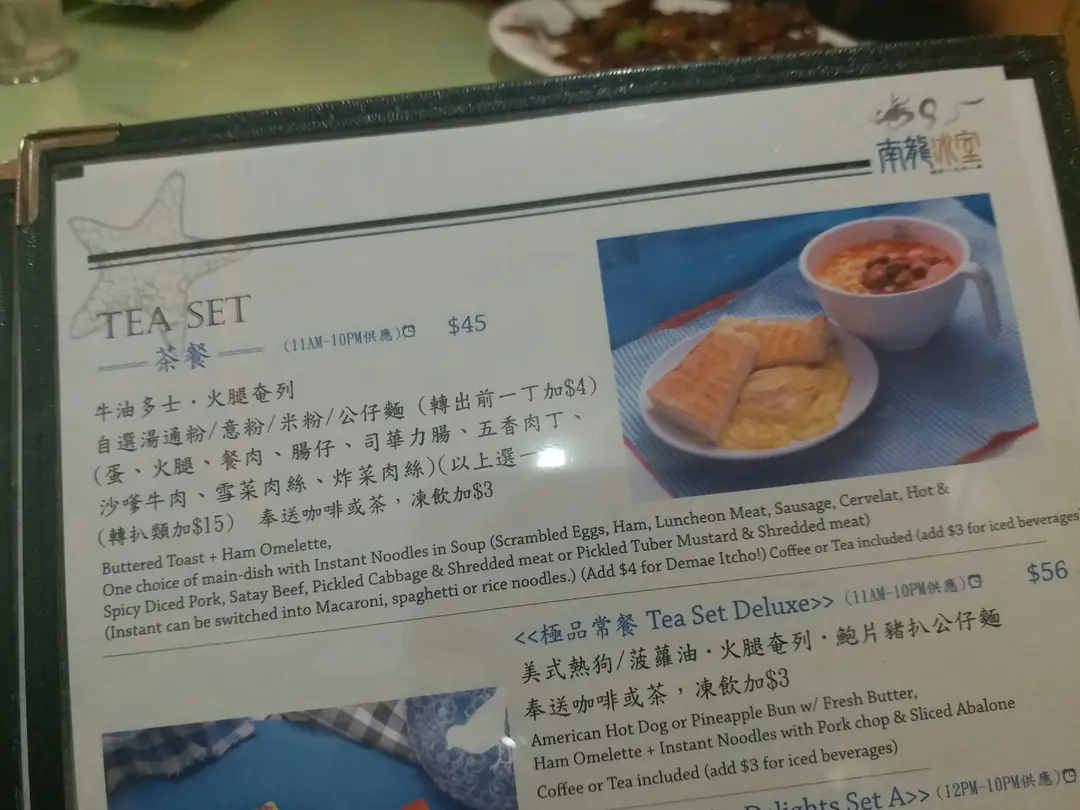 南龍冰室
TEA SET
茶餐 (11AM-10PM供應) $45
牛油多士·火腿奄列
自選湯通粉/意粉/米粉/公仔麵 (轉出前一丁加$4)
(蛋、火腿、餐肉、腸仔、司華力腸、五香肉丁、
沙嗲牛肉、雪菜肉絲、炸菜肉絲)(以上選一
(轉扒類加$15) 奉送咖啡或茶，凍飲加$3
Buttered Toast + Ham Omelette,
One choice of main-dish with Instant Noodles in Soup (Scrambled Eggs, Ham, Luncheon Meat, Sausage, Cervelat, Hot &
Spicy Diced Pork, Satay Beef, Pickled Cabbage & Shredded meat or Pickled Tuber Mustard & Shredded meat)
(Instant can be switched into Macaroni, spaghetti or rice noodles.) (Add $4 for Demae Itcho!) Coffee or Tea included (add $3 for iced beverages
<<極品常餐 Tea Set Deluxe>> (11AM-10PM供應) $56
美式熱狗/菠蘿油·火腿奄列·鮑片豬扒公仔麵
奉送咖啡或茶，凍飲加$3
American Hot Dog or Pineapple Bun w/ Fresh Butter,
Ham Omelette + Instant Noodles with Pork chop & Sliced Abalone
Coffee or Tea included (add $3 for iced beverages)
Delights Set A>> (12PM-10PM供應)